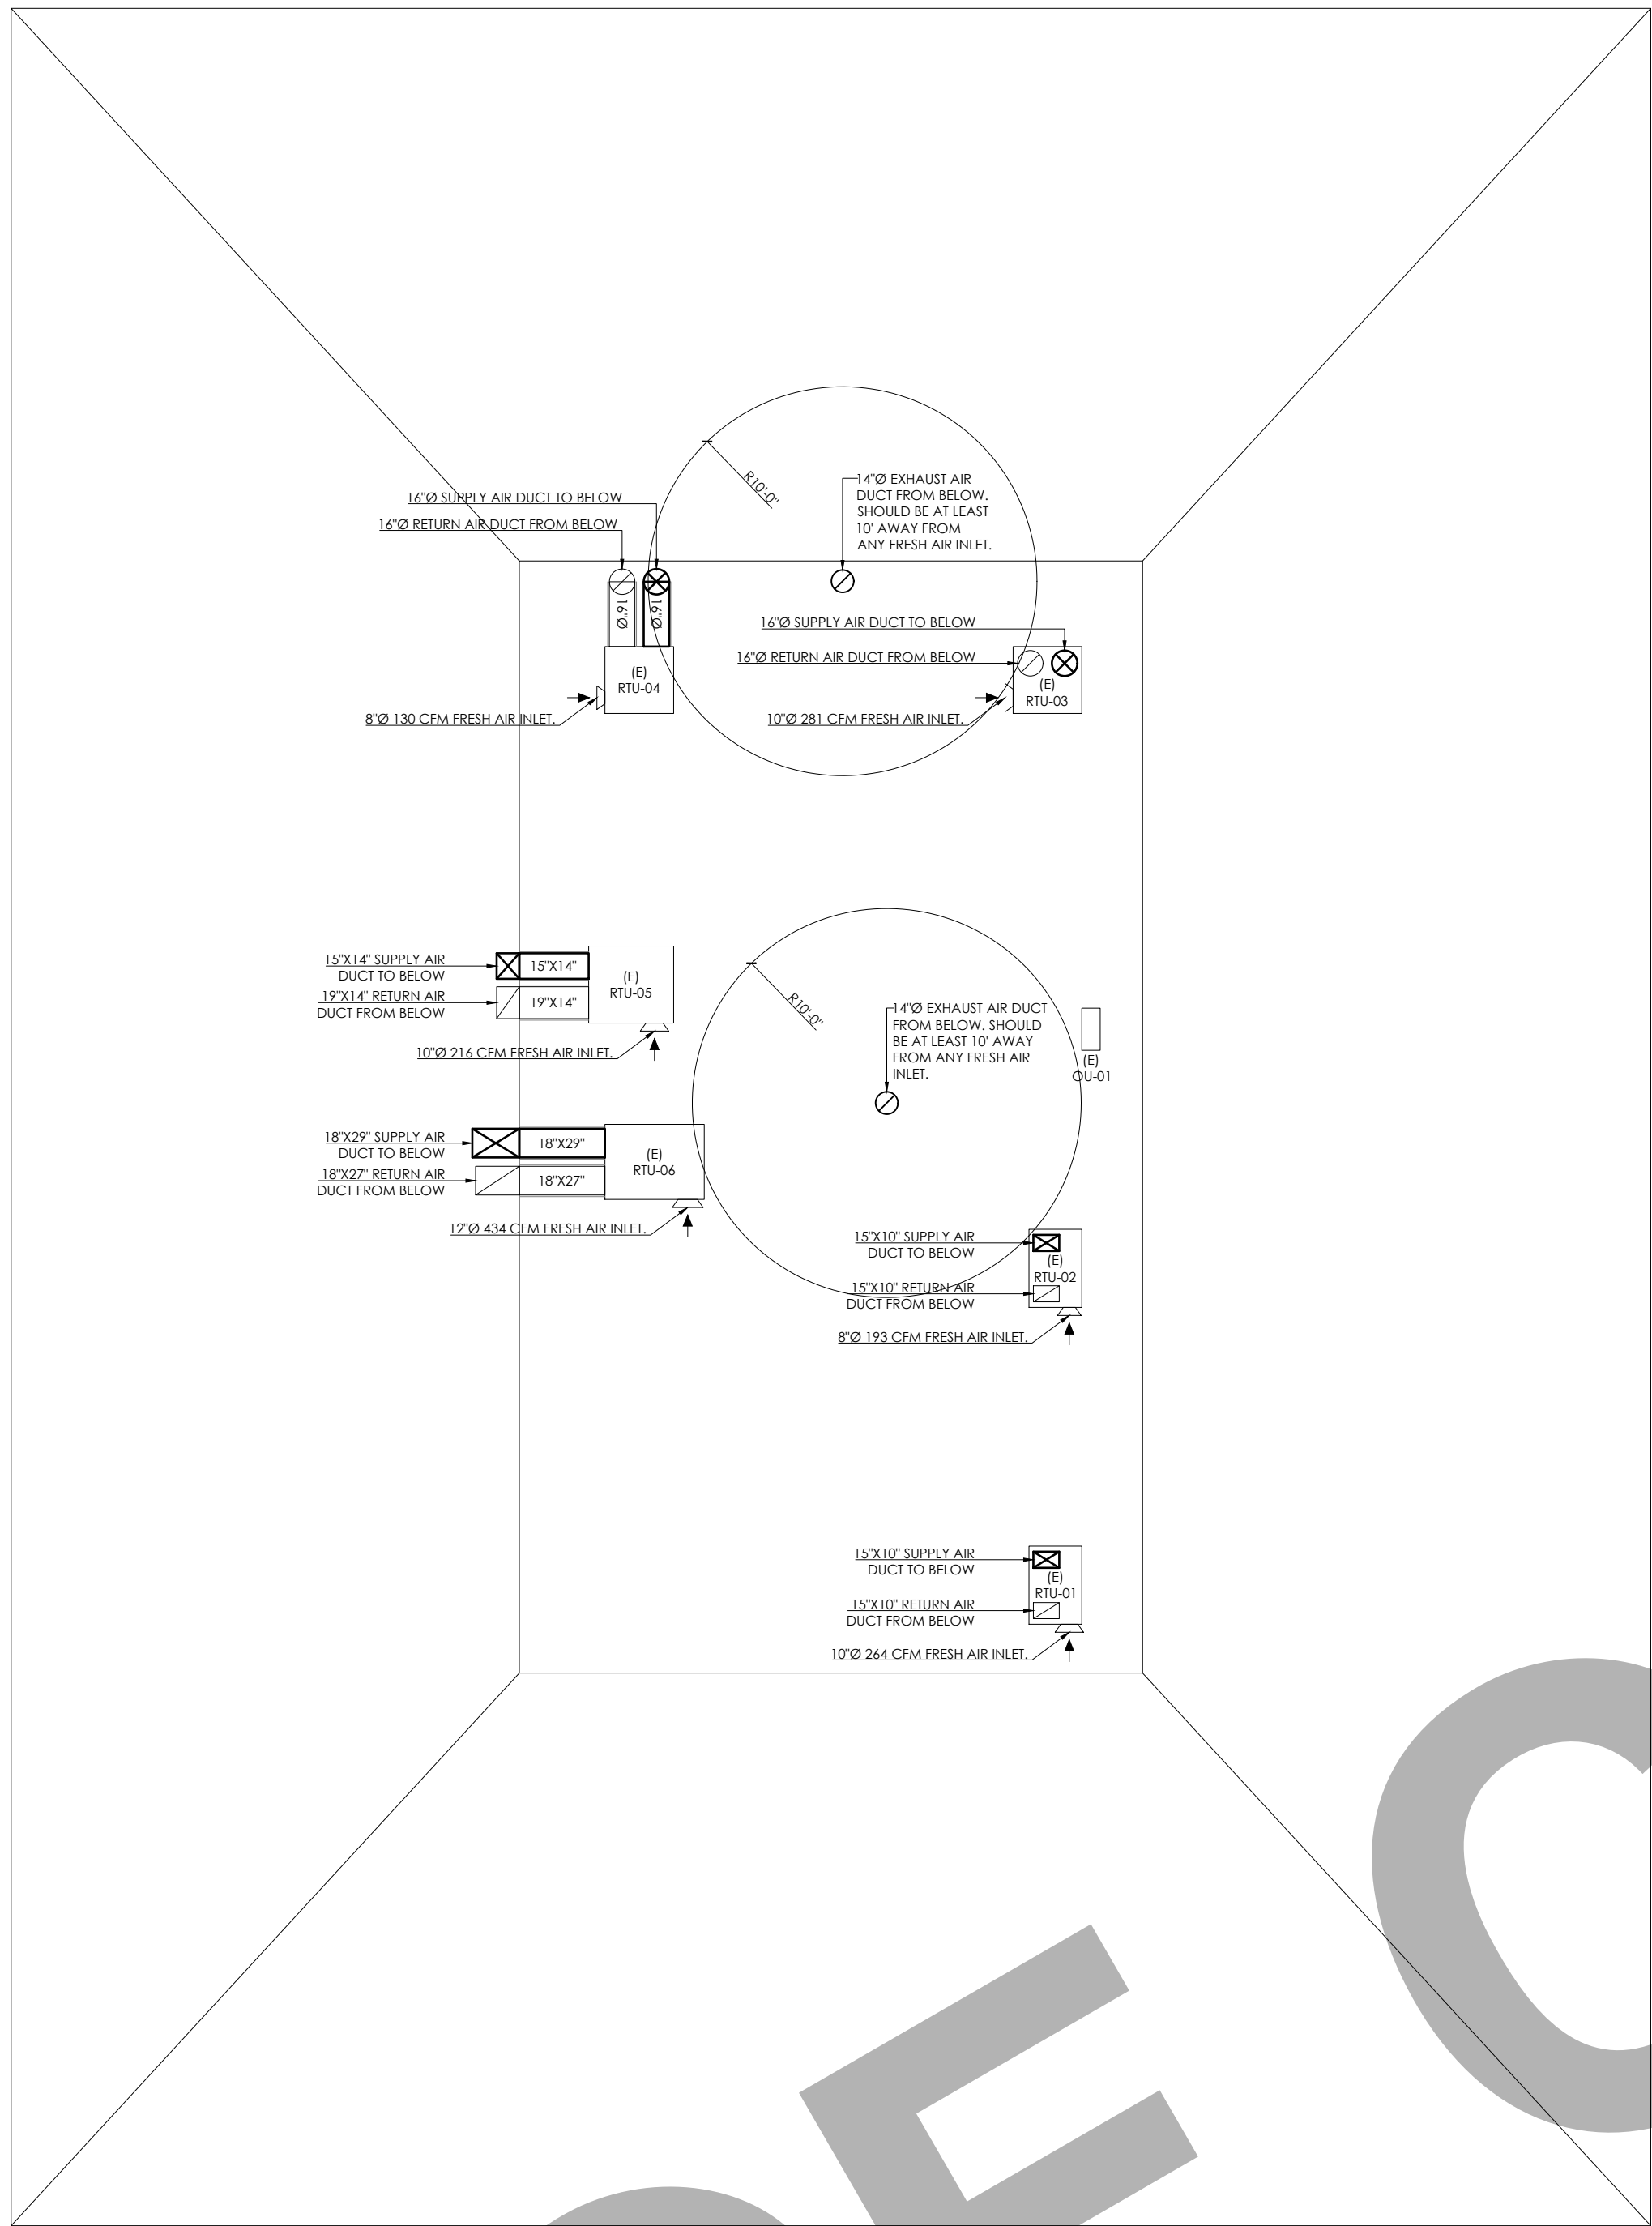 R10'-0"
14"Ø EXHAUST AIR
DUCT FROM BELOW.
SHOULD BE AT LEAST
10' AWAY FROM
ANY FRESH AIR INLET.
16"Ø SUPPLY AIR DUCT TO BELOW
16"Ø RETURN AIR DUCT FROM BELOW
16"Ø
16"Ø
(E)
RTU-04
8"Ø 130 CFM FRESH AIR INLET.
16"Ø SUPPLY AIR DUCT TO BELOW
16"Ø RETURN AIR DUCT FROM BELOW
(E)
RTU-03
10"Ø 281 CFM FRESH AIR INLET.
15"X14" SUPPLY AIR
DUCT TO BELOW
15"X14"
19"X14" RETURN AIR
DUCT FROM BELOW
19"X14"
(E)
RTU-05
10"Ø 216 CFM FRESH AIR INLET.
R10'-0"
14"Ø EXHAUST AIR DUCT
FROM BELOW. SHOULD
BE AT LEAST 10' AWAY
FROM ANY FRESH AIR
INLET.
(E)
OU-01
18"X29" SUPPLY AIR
DUCT TO BELOW
18"X29"
18"X27" RETURN AIR
DUCT FROM BELOW
18"X27"
(E)
RTU-06
12"Ø 434 CFM FRESH AIR INLET.
15"X10" SUPPLY AIR
DUCT TO BELOW
(E)
RTU-02
15"X10" RETURN AIR
DUCT FROM BELOW
8"Ø 193 CFM FRESH AIR INLET.
15"X10" SUPPLY AIR
DUCT TO BELOW
(E)
RTU-01
15"X10" RETURN AIR
DUCT FROM BELOW
10"Ø 264 CFM FRESH AIR INLET.